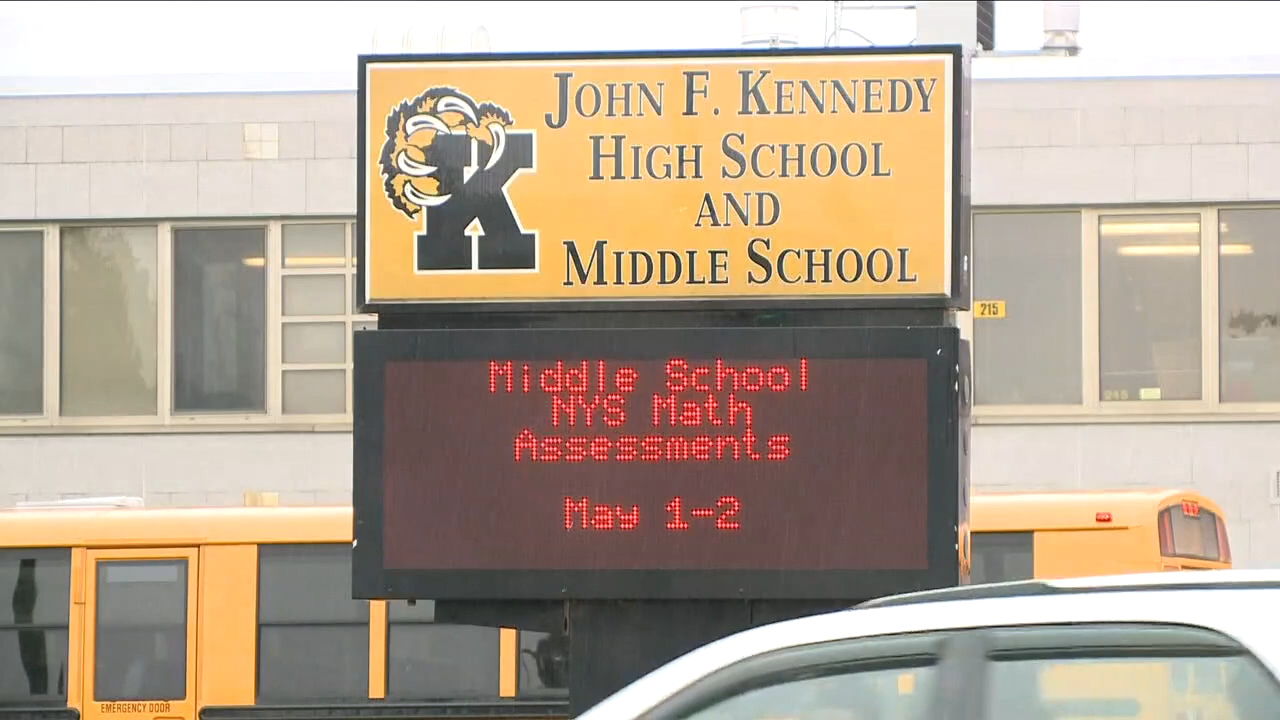 JOHN F. KENNEDY
HIGH SCHOOL
AND
MIDDLE SCHOOL
K
215
Middle School
NYS Math
Assessments
May 1-2
EMERGENCY DOOR